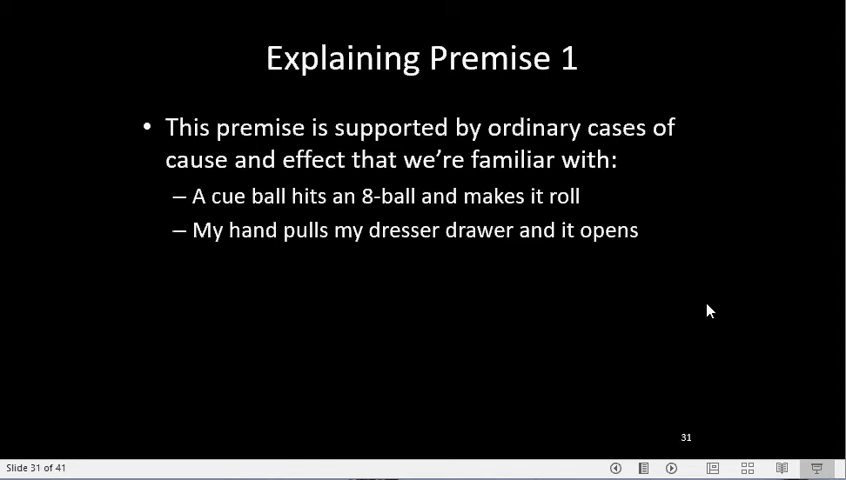 Explaining Premise 1
• This premise is supported by ordinary cases of
cause and effect that we’re familiar with:
– A cue ball hits an 8-ball and makes it roll
– My hand pulls my dresser drawer and it opens
31
Slide 31 of 41